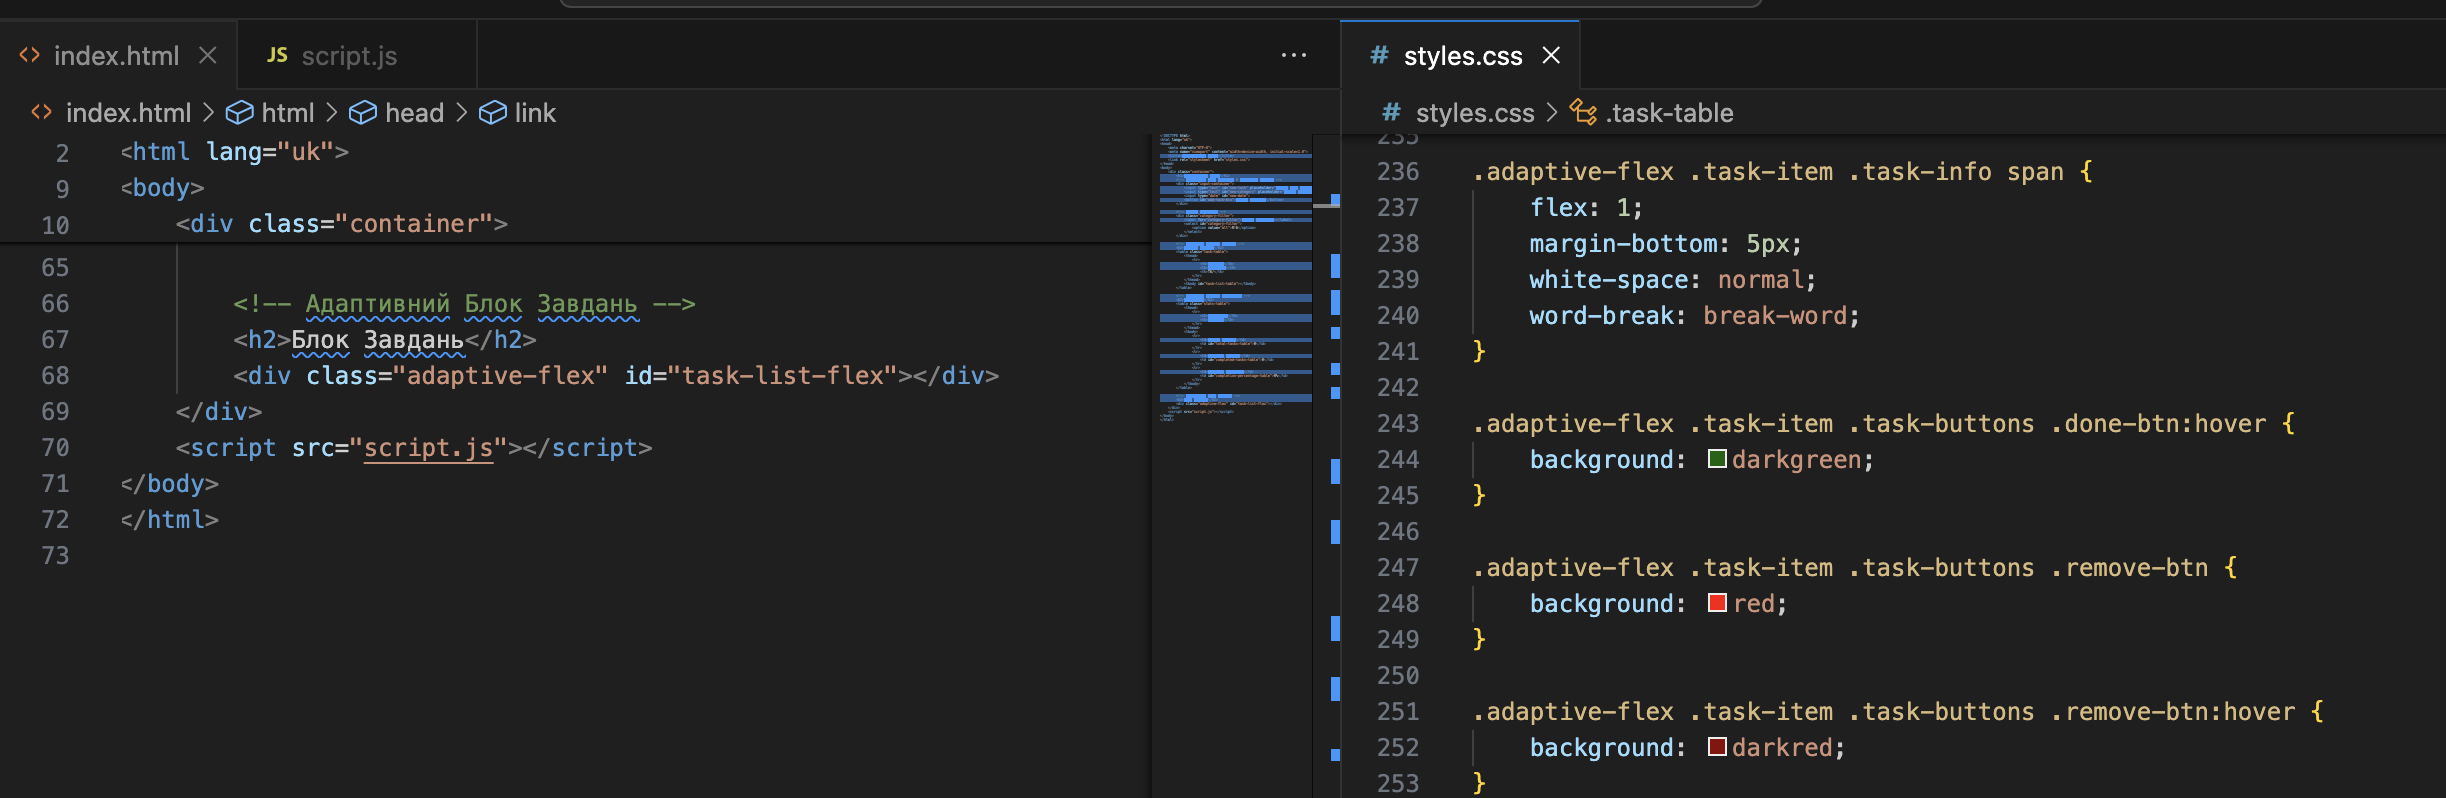 index.html
JS script.js
···
index.html > html > head > link
2 <html lang="uk">
9 <body>
10 <div class="container">
65
66 <!-- Адаптивний Блок Завдань -->
67 <h2>Блок Завдань</h2>
68 <div class="adaptive-flex" id="task-list-flex"></div>
69 </div>
70 <script src="script.js"></script>
71 </body>
72 </html>
73
# styles.css
# styles.css > .task-table
235
236 .adaptive-flex .task-item .task-info span {
237 flex: 1;
238 margin-bottom: 5px;
239 white-space: normal;
240 word-break: break-word;
241 }
242
243 .adaptive-flex .task-item .task-buttons .done-btn:hover {
244 background: darkgreen;
245 }
246
247 .adaptive-flex .task-item .task-buttons .remove-btn {
248 background: red;
249 }
250
251 .adaptive-flex .task-item .task-buttons .remove-btn:hover {
252 background: darkred;
253 }